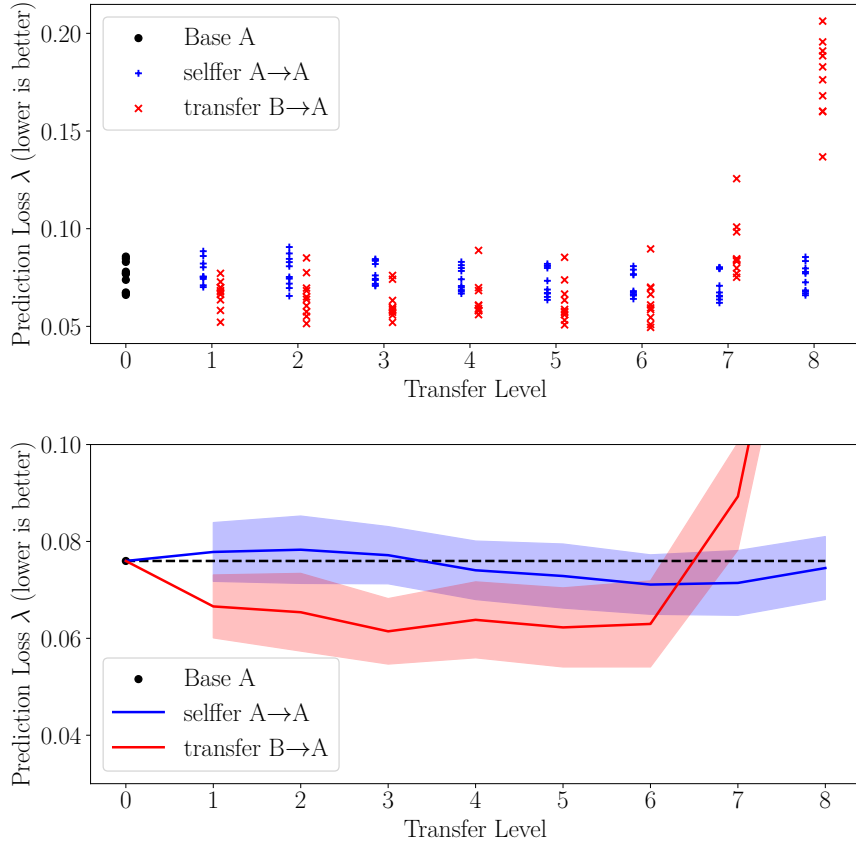 Prediction Loss λ (lower is better)
0.20
0.15
0.10
0.05
Base A
selffer A→A
transfer B→A
0 1 2 3 4 5 6 7 8
Transfer Level
Prediction Loss λ (lower is better)
0.10
0.08
0.06
0.04
Base A
selffer A→A
transfer B→A
0 1 2 3 4 5 6 7 8
Transfer Level